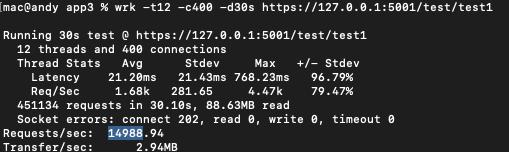 [mac@andy app3 % wrk -t12 -c400 -d30s https://127.0.0.1:5001/test/test1
Running 30s test @ https://127.0.0.1:5001/test/test1
12 threads and 400 connections
Thread Stats Avg Stdev Max +/- Stdev
Latency 21.20ms 21.43ms 768.23ms 96.79%
Req/Sec 1.68k 281.65 4.47k 79.47%
451134 requests in 30.10s, 88.63MB read
Socket errors: connect 202, read 0, write 0, timeout 0
Requests/sec: 14988.94
Transfer/sec: 2.94MB